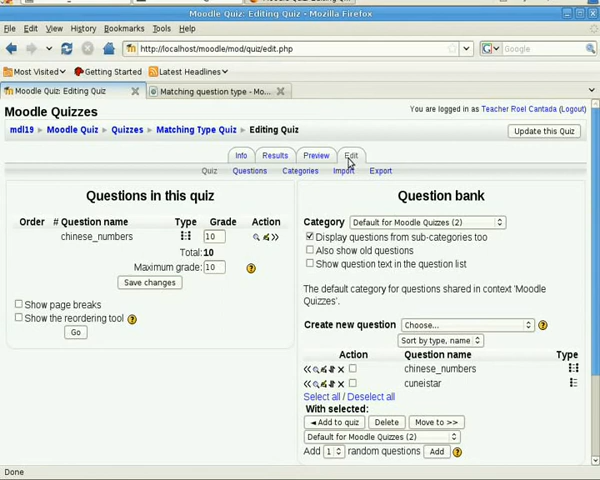 Moodle Quiz: Editing Quiz - Mozilla Firefox
File Edit View History Bookmarks Tools Help
http://localhost/moodle/mod/quiz/edit.php
Google
Most Visited Getting Started Latest Headlines
Moodle Quiz: Editing Quiz Matching question type - Mo...
Moodle Quizzes
You are logged in as Teacher Roel Cantada (Logout)
mdl19 ► Moodle Quiz ► Quizzes ► Matching Type Quiz ► Editing Quiz
Update this Quiz
Info Results Preview Edit
Quiz Questions Categories Import Export
Questions in this quiz
Order # Question name Type Grade Action
chinese_numbers 10
Total: 10
Maximum grade: 10
Save changes
Show page breaks
Show the reordering tool
Go
Question bank
Category Default for Moodle Quizzes (2)
Display questions from sub-categories too
Also show old questions
Show question text in the question list
The default category for questions shared in context 'Moodle
Quizzes'.
Create new question Choose...
Sort by type, name
Action Question name Type
chinese_numbers
cuneistar
Select all / Deselect all
With selected:
◄ Add to quiz Delete Move to >>
Default for Moodle Quizzes (2)
Add 1 random questions Add
Done